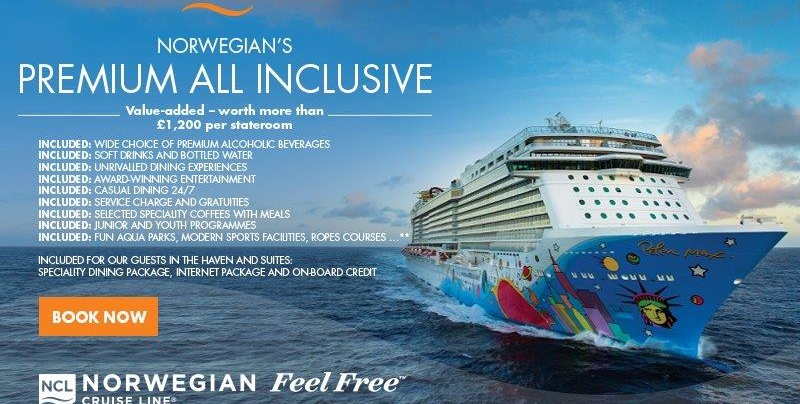 NORWEGIAN'S
PREMIUM ALL INCLUSIVE
Value-added – worth more than
£1,200 per stateroom
INCLUDED: WIDE CHOICE OF PREMIUM ALCOHOLIC BEVERAGES
INCLUDED: SOFT DRINKS AND BOTTLED WATER
INCLUDED: UNRIVALLED DINING EXPERIENCES
INCLUDED: AWARD-WINNING ENTERTAINMENT
INCLUDED: CASUAL DINING 24/7
INCLUDED: SERVICE CHARGE AND GRATUITIES
INCLUDED: SELECTED SPECIALITY COFFEES WITH MEALS
INCLUDED: JUNIOR AND YOUTH PROGRAMMES
INCLUDED: FUN AQUA PARKS, MODERN SPORTS FACILITIES, ROPES COURSES ...**
INCLUDED FOR OUR GUESTS IN THE HAVEN AND SUITES:
SPECIALITY DINING PACKAGE, INTERNET PACKAGE AND ON-BOARD CREDIT
Peter Max
BOOK NOW
NCL NORWEGIAN Feel Free™
CRUISE LINE®